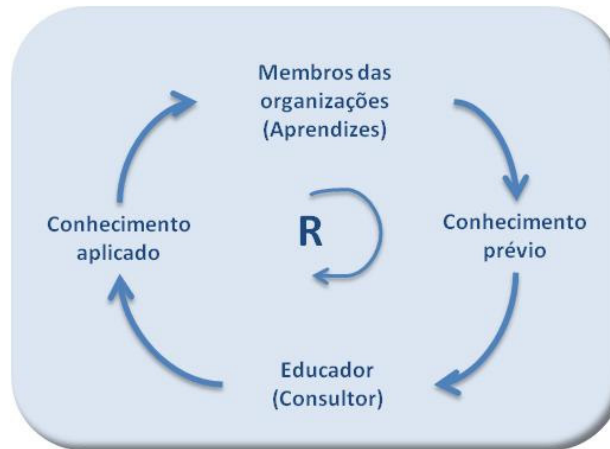 Membros das
organizações
(Aprendizes)
Conhecimento
aplicado
R
Conhecimento
prévio
Educador
(Consultor)